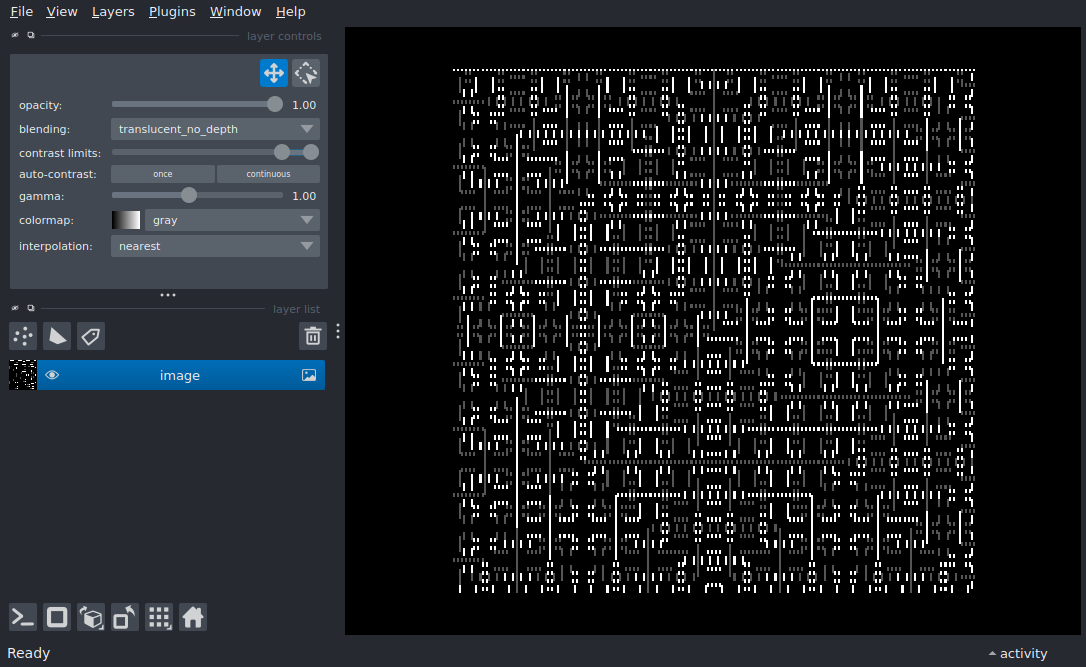 File View Layers Plugins Window Help
layer controls
opacity: 1.00
blending: translucent_no_depth
contrast limits:
auto-contrast: once continuous
gamma: 1.00
colormap: gray
interpolation: nearest
layer list
image
Ready
activity